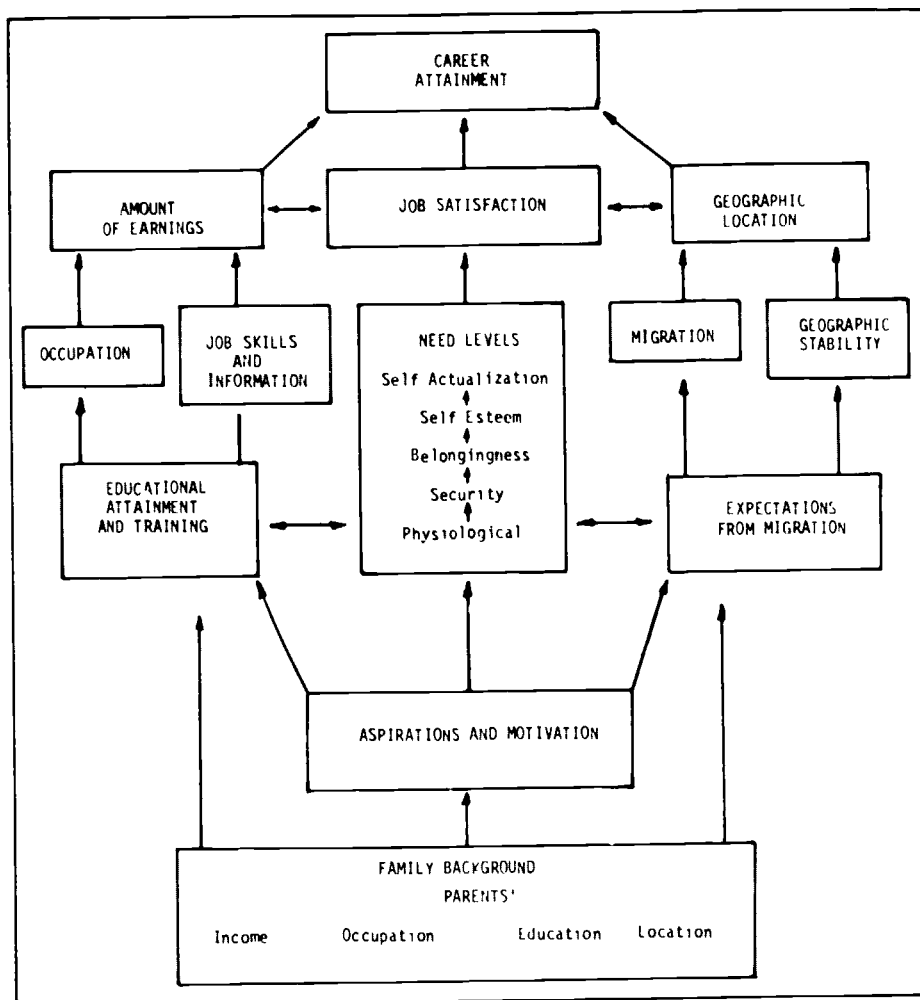 CAREER
ATTAINMENT
AMOUNT
OF EARNINGS
JOB SATISFACTION
GEOGRAPHIC
LOCATION
OCCUPATION
JOB SKILLS
AND
INFORMATION
NEED LEVELS
Self Actualization
Self Esteem
Belongingness
Security
Physiological
MIGRATION
GEOGRAPHIC
STABILITY
EDUCATIONAL
ATTAINMENT
AND TRAINING
EXPECTATIONS
FROM MIGRATION
ASPIRATIONS AND MOTIVATION
FAMILY BACKGROUND
PARENTS'
Income Occupation Education Location